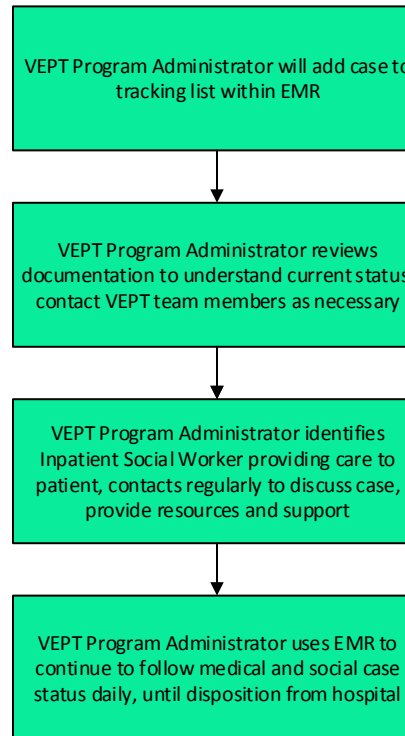 VEPT Program Administrator will add case to
tracking list within EMR
VEPT Program Administrator reviews
documentation to understand current status
contact VEPT team members as necessary
VEPT Program Administrator identifies
Inpatient Social Worker providing care to
patient, contacts regularly to discuss case,
provide resources and support
VEPT Program Administrator uses EMR to
continue to follow medical and social case
status daily, until disposition from hospital